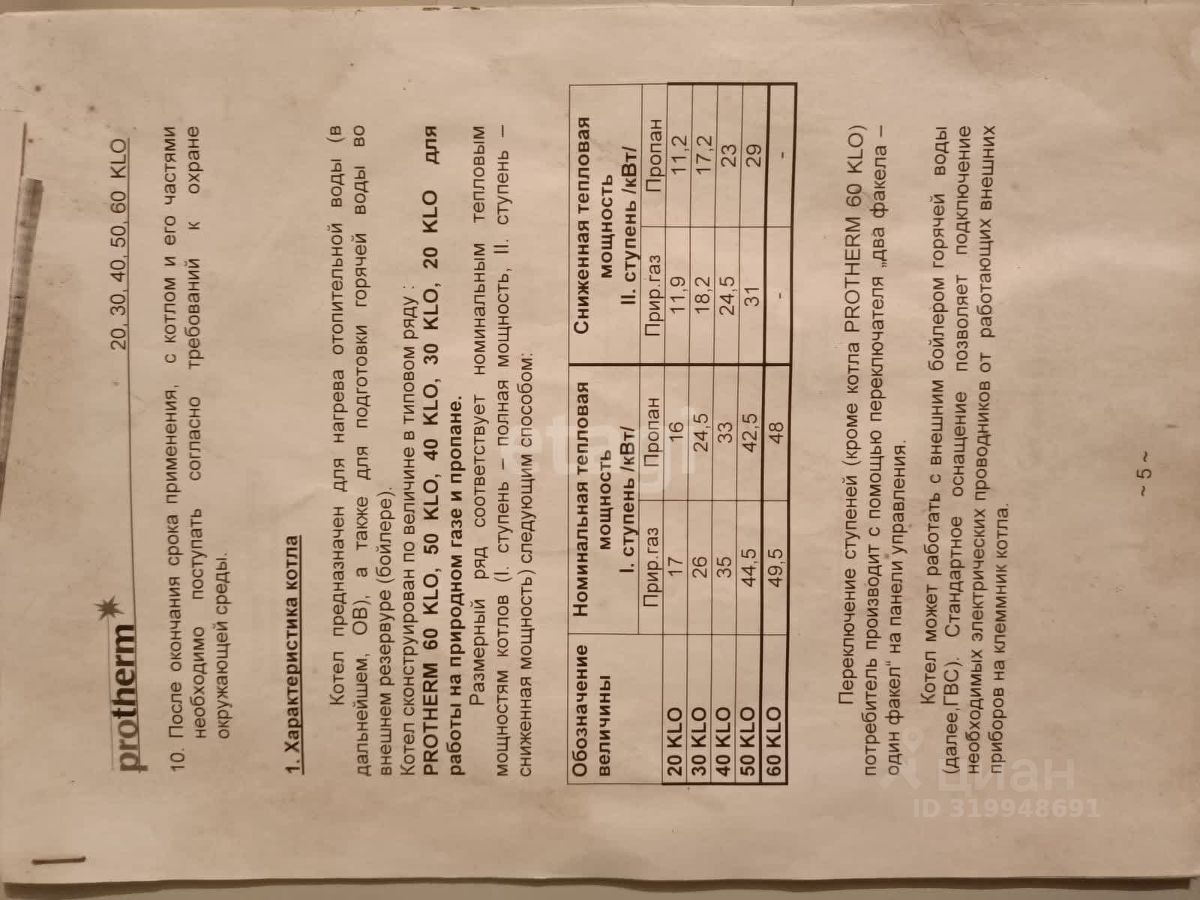 protherm 20, 30, 40, 50, 60 KLO
10. После окончания срока применения, с котлом и его частями
необходимо поступать согласно требований к охране
окружающей среды.
1. Характеристика котла
Котел предназначен для нагрева отопительной воды (в
дальнейшем, ОВ), а также для подготовки горячей воды во
внешнем резервуре (бойлере).
Котел сконструирован по величине в типовом ряду :
PROTHERM 60 KLO, 50 KLO, 40 KLO, 30 KLO, 20 KLO для
работы на природном газе и пропане.
Размерный ряд соответствует номинальным тепловым
мощностям котлов (I. ступень – полная мощность, II. ступень –
сниженная мощность) следующим способом:
Обозначение Номинальная тепловая Сниженная тепловая
величины мощность мощность
I. ступень /кВт/ II. ступень /кВт/
Прир.газ Пропан Прир.газ Пропан
20 KLO 17 16 11,9 11,2
30 KLO 26 24,5 18,2 17,2
40 KLO 35 33 24,5 23
50 KLO 44,5 42,5 31 29
60 KLO 49,5 48 - -
Переключение ступеней (кроме котла PROTHERM 60 KLO)
потребитель производит с помощью переключателя „два факела –
один факел“ на панели управления.
Котел может работать с внешним бойлером горячей воды
(далее,ГВС). Стандартное оснащение позволяет подключение
необходимых электрических проводников от работающих внешних
приборов на клеммник котла.
~ 5 ~
etagi
циан
ID 319948691